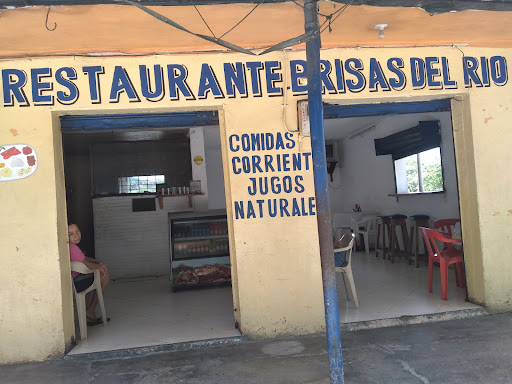 RESTAURANTE BRISAS DEL RIO
COMIDAS
CORRIENT
JUGOS
NATURALE